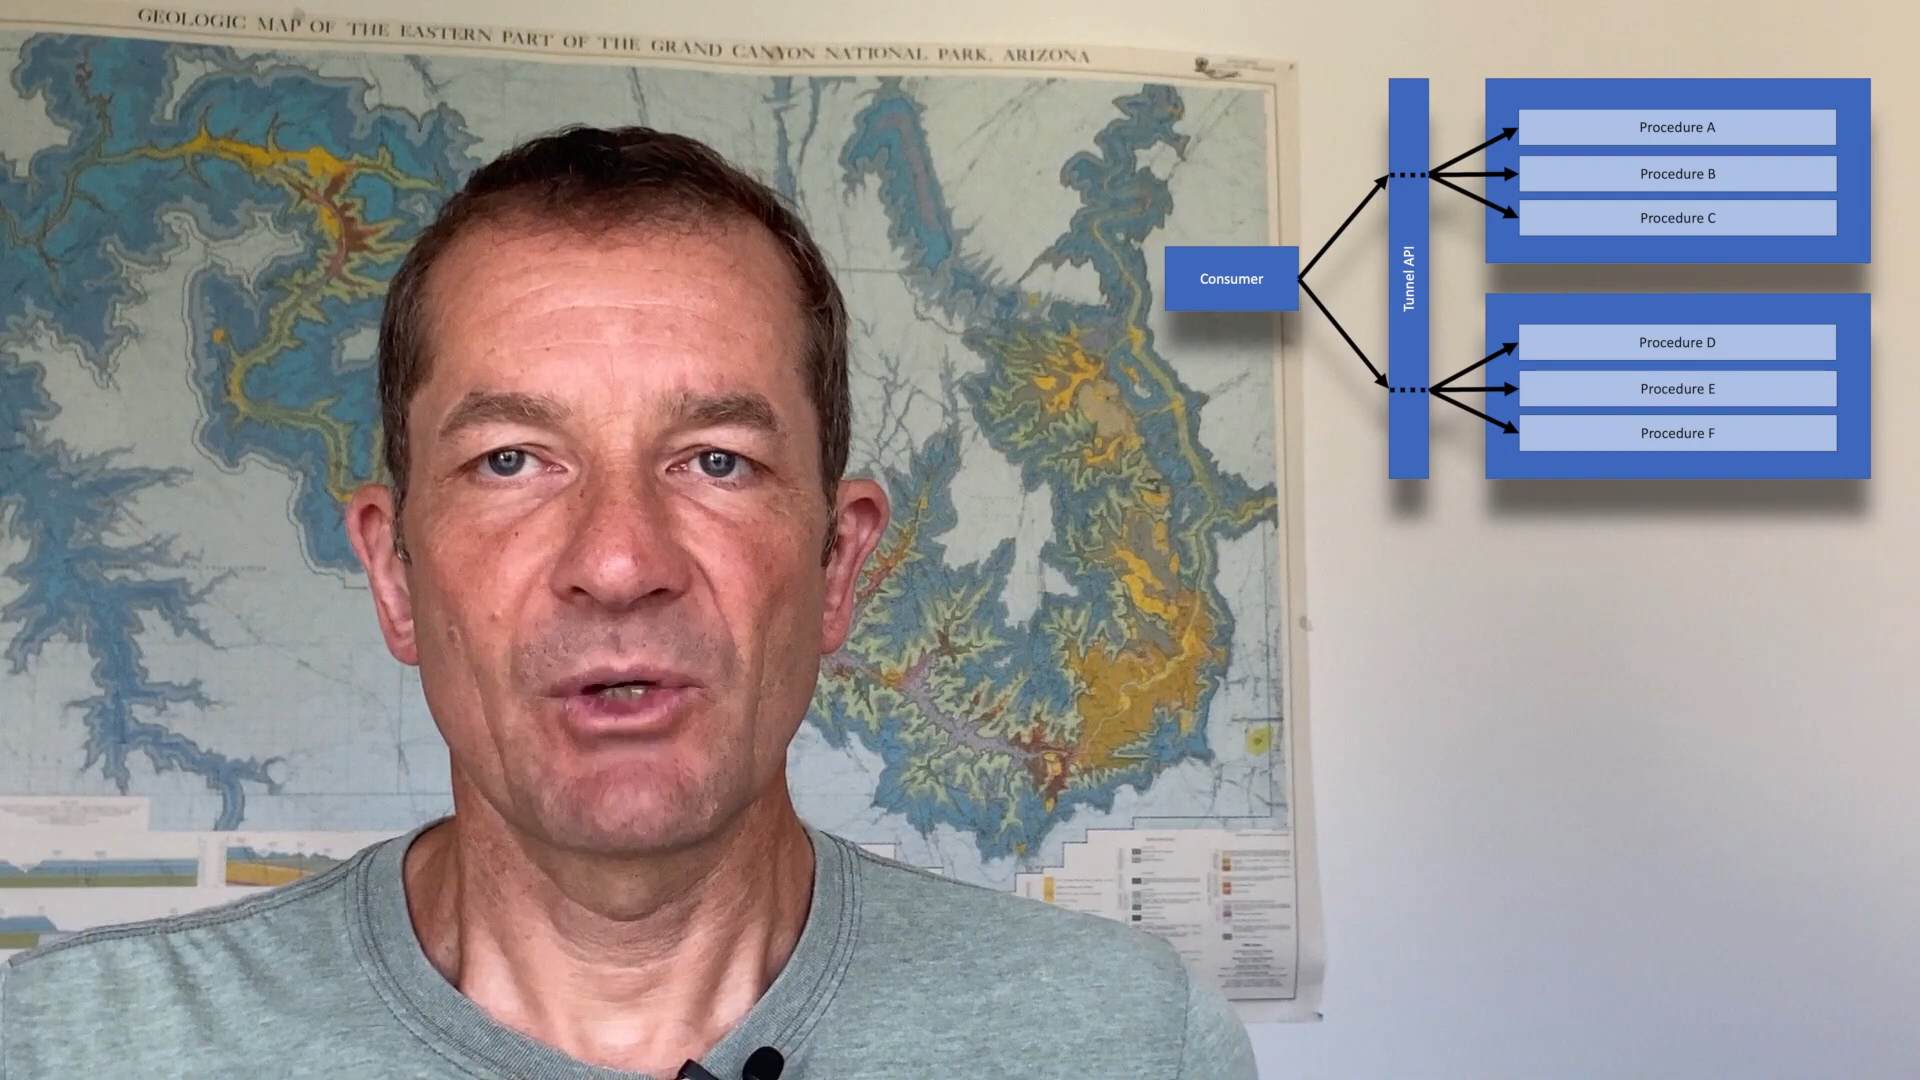 GEOLOGIC MAP OF THE EASTERN PART OF THE GRAND CANYON NATIONAL PARK, ARIZONA
Consumer
Tunnel API
Procedure A
Procedure B
Procedure C
Procedure D
Procedure E
Procedure F